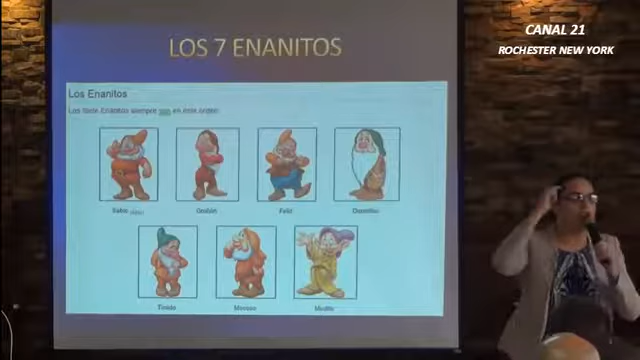 CANAL 21
ROCHESTER NEW YORK
LOS 7 ENANITOS
Los Enanitos
Los Siete Enanitos siempre van en este orden:
Sabio
Gruñón
Feliz
Dormilón
Tímido
Mocoso
Mudito